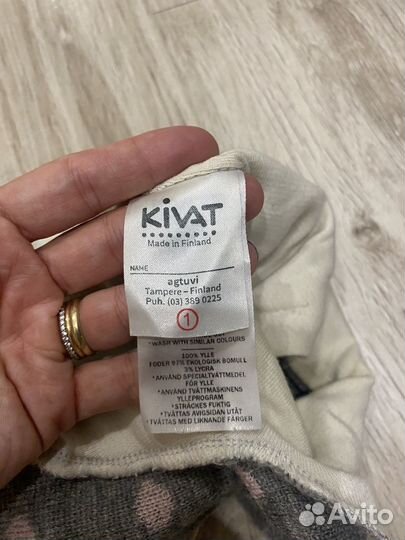 KIVAT
Made in Finland
NAME
agtuvi
Tampere – Finland
Puh. (03) 389 0225
1
*WASH WITH SIMILAR COLOURS
100% YLLE
FODER 97% EKOLOGISK BOMULL
3% LYCRA
*ANVÄND SPECIALTVÄTTMEDEL
FÖR YLLE
*ANVÄND TVÄTTMASKINENS
YLLEPROGRAM
*STRÄCKES FUKTIG
*TVÄTTAS AVIGSIDAN UTÅT
*TVÄTTAS MED LIKNANDE FÄRGER
Avito